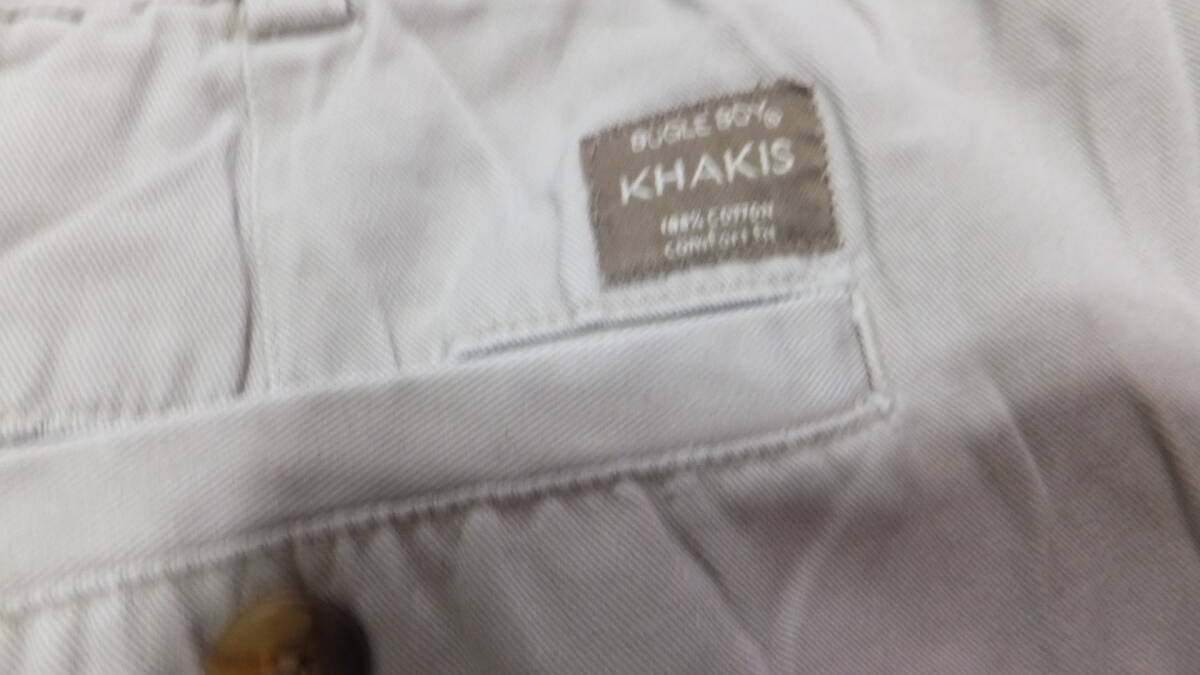 BUGLE BOY®
KHAKIS
100% COTTON
COMFORT FIT